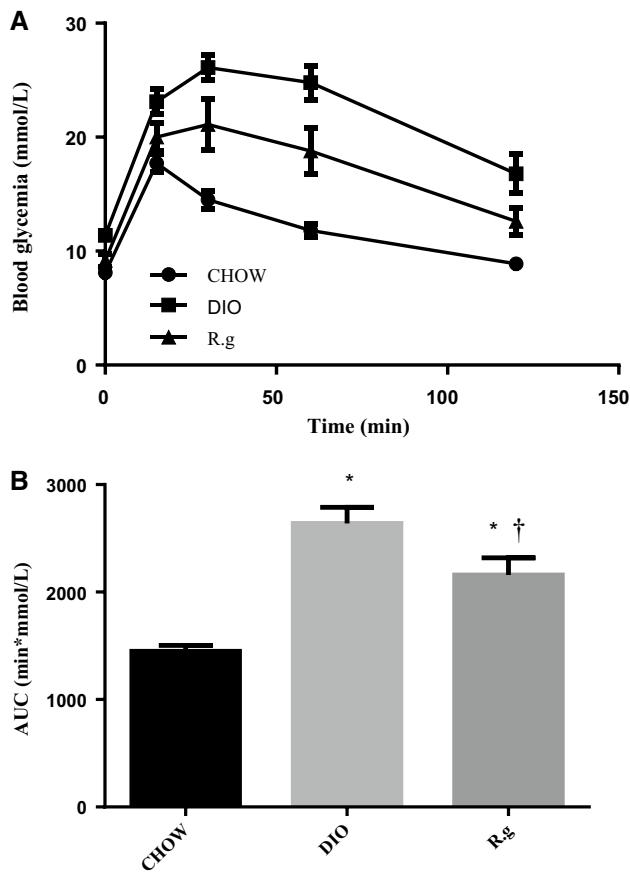 A
Blood glycemia (mmol/L)
30
20
10
0
CHOW
DIO
R.g
0
50
100
150
Time (min)
B
AUC (min*mmol/L)
3000
2000
1000
0
*
* †
CHOW
DIO
R.g